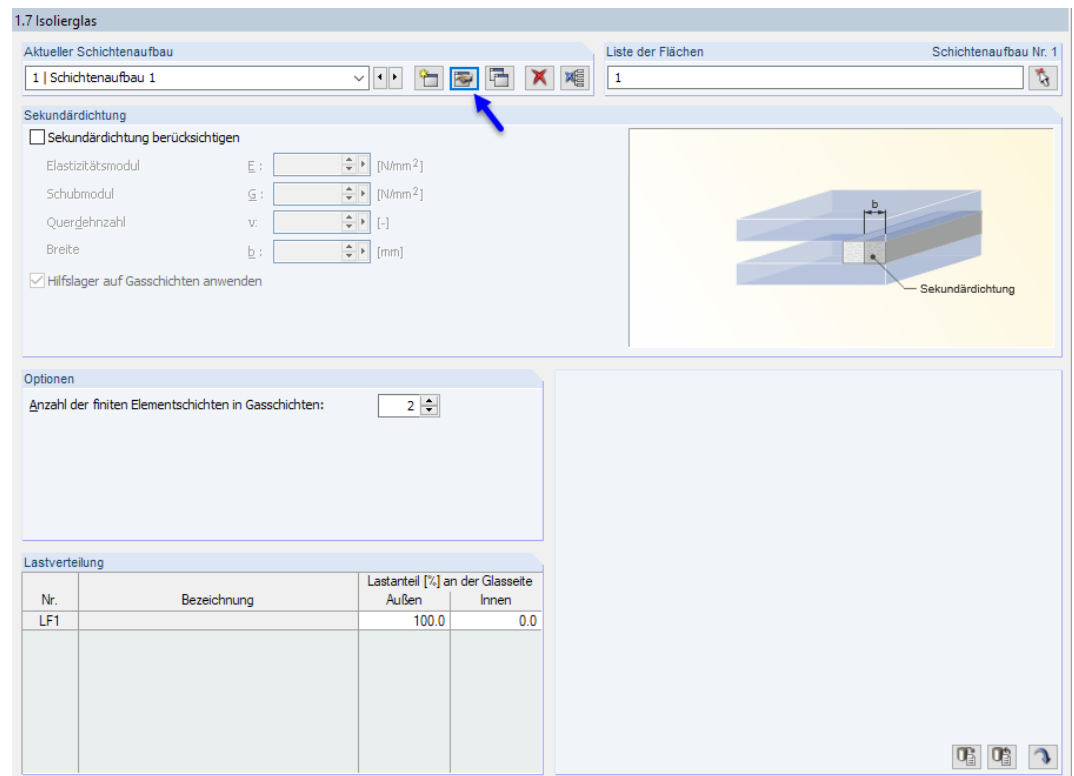 1.7 Isolierglas
Aktueller Schichtenaufbau
1 | Schichtenaufbau 1
Liste der Flächen
Schichtenaufbau Nr. 1
1
Sekundärdichtung
Sekundärdichtung berücksichtigen
Elastizitätsmodul E : [N/mm2]
Schubmodul G : [N/mm2]
Querdehnzahl ν: [-]
Breite b : [mm]
Hilfslager auf Gasschichten anwenden
b
Sekundärdichtung
Optionen
Anzahl der finiten Elementschichten in Gasschichten: 2
Lastverteilung
Lastanteil [%] an der Glasseite
Nr. Bezeichnung Außen Innen
LF1 100.0 0.0